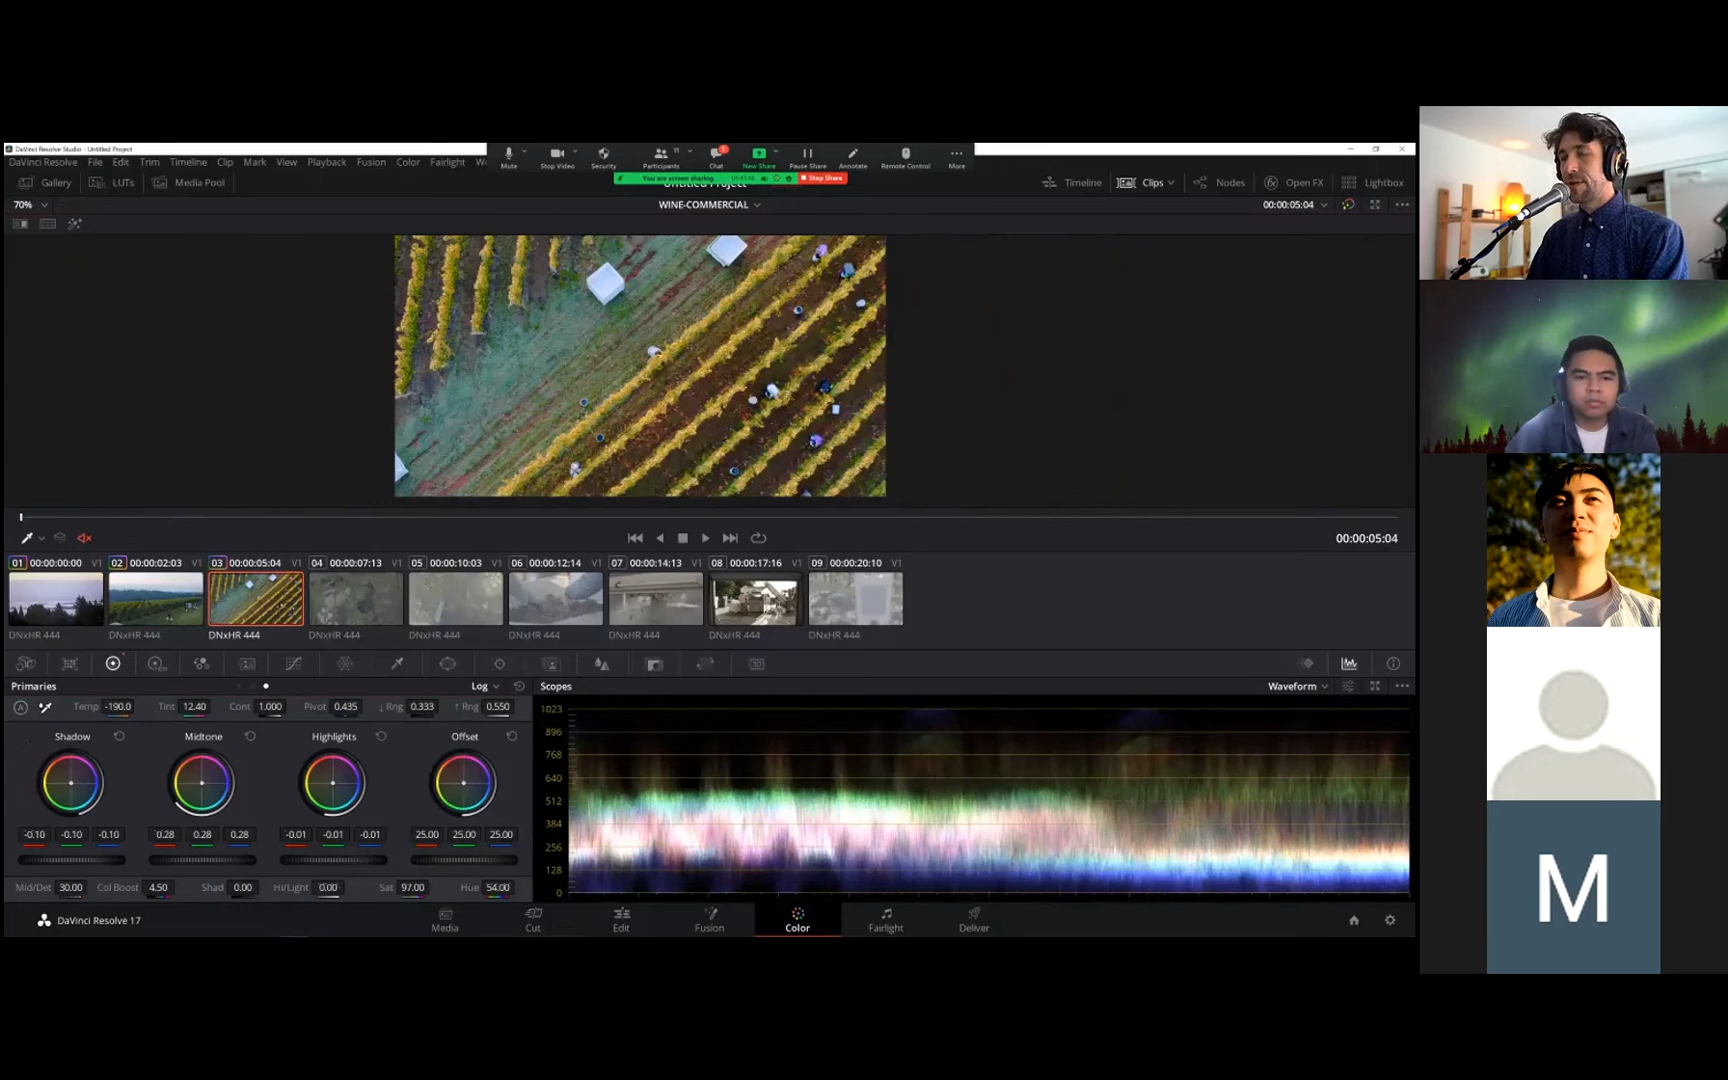 DaVinci Resolve Studio - Untitled Project
DaVinci Resolve File Edit Trim Timeline Clip Mark View Playback Fusion Color Fairlight
Mute Stop Video Security Participants 11 Chat 1 New Share Pause Share Annotate Remote Control More
You are screen sharing Stop Share
Gallery LUTs Media Pool Untitled Project Timeline Clips Nodes Open FX Lightbox
70% WINE-COMMERCIAL 00:00:05:04
00:00:05:04
01 00:00:00:00 V1 02 00:00:02:03 V1 03 00:00:05:04 V1 04 00:00:07:13 V1 05 00:00:10:03 V1 06 00:00:12:14 V1 07 00:00:14:13 V1 08 00:00:17:16 V1 09 00:00:20:10 V1
DNxHR 444 DNxHR 444 DNxHR 444 DNxHR 444 DNxHR 444 DNxHR 444 DNxHR 444 DNxHR 444 DNxHR 444
Primaries Log Scopes Waveform
A Temp -190.0 Tint 12.40 Cont 1.000 Pivot 0.435 ↓ Rng 0.333 ↑ Rng 0.550
Shadow Midtone Highlights Offset
-0.10 -0.10 -0.10 0.28 0.28 0.28 -0.01 -0.01 -0.01 25.00 25.00 25.00
Mid/Det 30.00 Col Boost 4.50 Shad 0.00 Hi/Light 0.00 Sat 97.00 Hue 54.00
1023
896
768
640
512
384
256
128
0
DaVinci Resolve 17 Media Cut Edit Fusion Color Fairlight Deliver
M